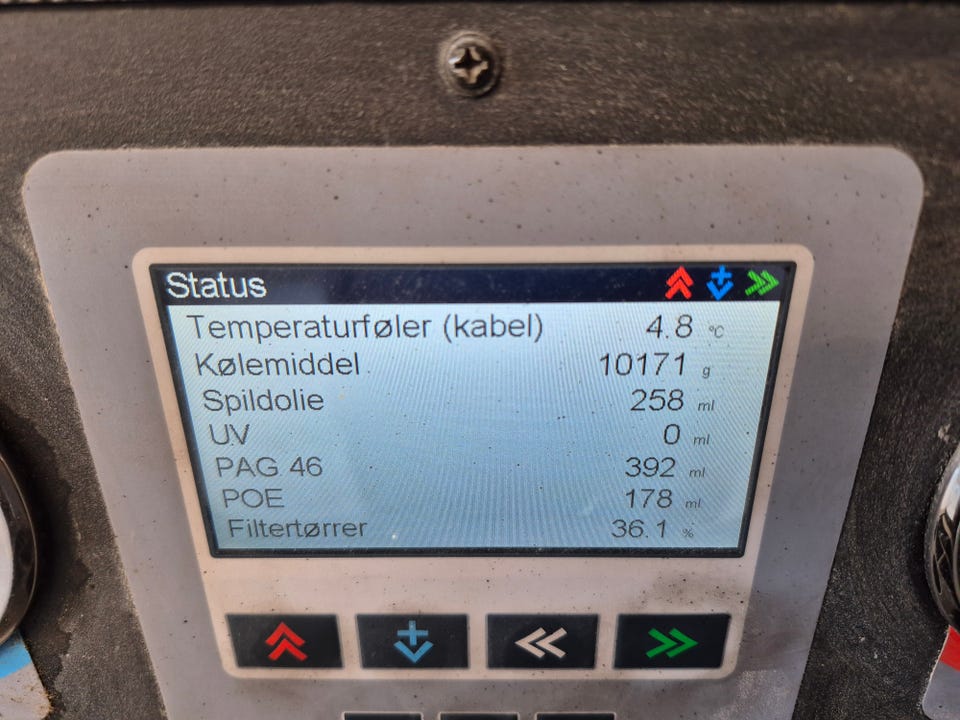 Status
Temperaturføler (kabel) 4.8 °C
Kølemiddel 10171 g
Spildolie 258 ml
UV 0 ml
PAG 46 392 ml
POE 178 ml
Filtertørrer 36.1 %